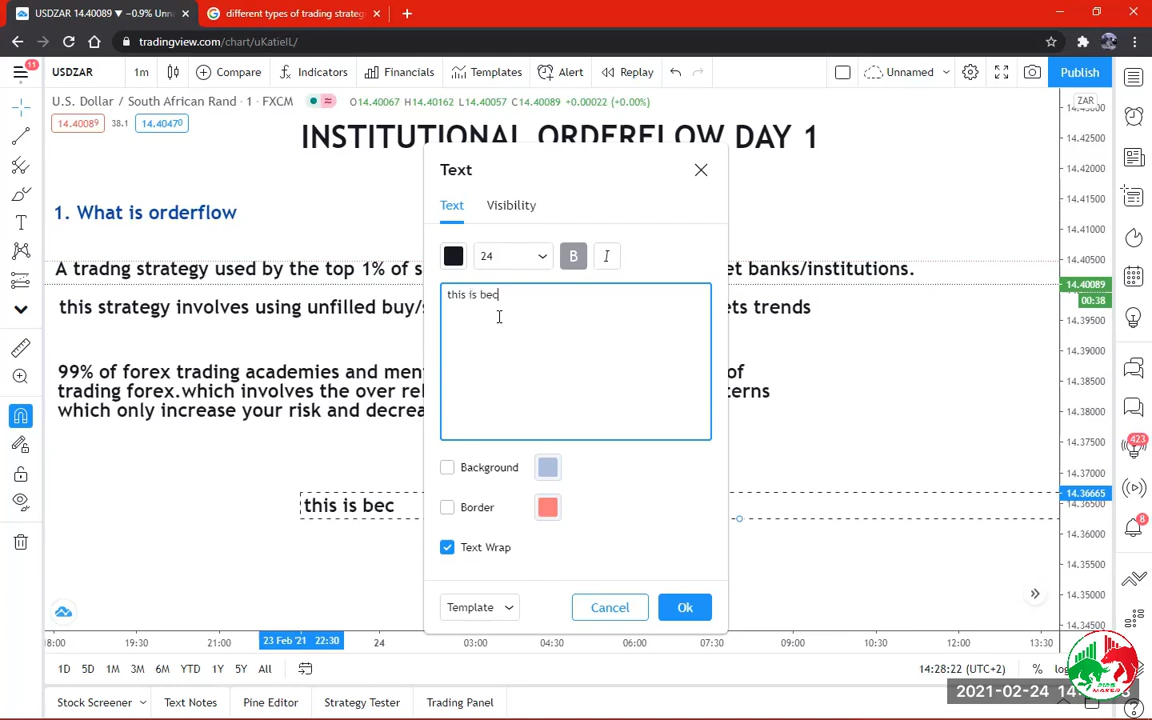 USDZAR 14.40089 ▼ −0.9% Unn
different types of trading strateg
tradingview.com/chart/uKatieIL/
11
USDZAR
1m
Compare
Indicators
Financials
Templates
Alert
Replay
Unnamed
Publish
U.S. Dollar / South African Rand · 1 · FXCM
O14.40067 H14.40162 L14.40057 C14.40089 +0.00022 (+0.00%)
ZAR
14.40089
38.1
14.40470
INSTITUTIONAL ORDERFLOW DAY 1
1. What is orderflow
A tradng strategy used by the top 1% of s
et banks/institutions.
this strategy involves using unfilled buy/s
ets trends
99% of forex trading academies and men
of
trading forex.which involves the over rel
terns
which only increase your risk and decrea
this is bec
Text
Text
Visibility
24
B
I
this is bec
Background
Border
Text Wrap
Template
Cancel
Ok
14.42500
14.42000
14.41500
14.41000
14.40500
14.40089
00:38
14.39500
14.39000
14.38500
14.38000
14.37500
14.37000
14.36665
14.36000
14.35500
14.35000
14.34500
423
8
18:00
19:30
21:00
23 Feb '21 22:30
24
03:00
04:30
06:00
07:30
09:00
10:30
12:00
13:30
1D
5D
1M
3M
6M
YTD
1Y
5Y
All
14:28:22 (UTC+2)
%
Stock Screener
Text Notes
Pine Editor
Strategy Tester
Trading Panel
PIPS
MAKER
2021-02-24